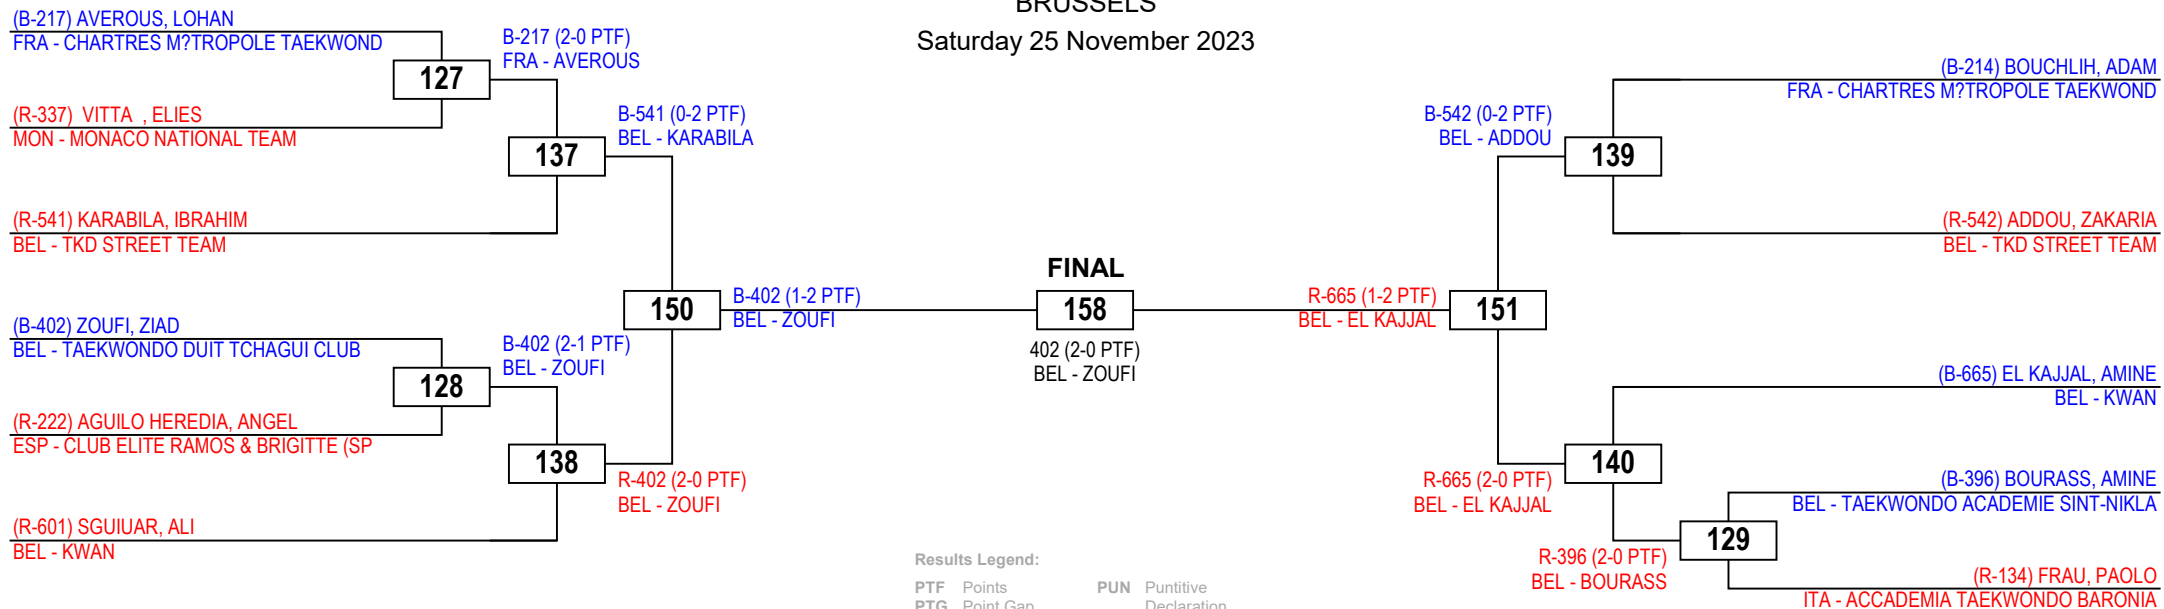 BRUSSELS
Saturday 25 November 2023
(B-217) AVEROUS, LOHAN
FRA - CHARTRES M?TROPOLE TAEKWOND
127
(R-337) VITTA , ELIES
MON - MONACO NATIONAL TEAM
B-217 (2-0 PTF)
FRA - AVEROUS
137
(R-541) KARABILA, IBRAHIM
BEL - TKD STREET TEAM
B-541 (0-2 PTF)
BEL - KARABILA
150
(B-402) ZOUFI, ZIAD
BEL - TAEKWONDO DUIT TCHAGUI CLUB
128
(R-222) AGUILO HEREDIA, ANGEL
ESP - CLUB ELITE RAMOS & BRIGITTE (SP
B-402 (2-1 PTF)
BEL - ZOUFI
138
(R-601) SGUIUAR, ALI
BEL - KWAN
R-402 (2-0 PTF)
BEL - ZOUFI
B-402 (1-2 PTF)
BEL - ZOUFI
FINAL
158
402 (2-0 PTF)
BEL - ZOUFI
R-665 (1-2 PTF)
BEL - EL KAJJAL
151
B-542 (0-2 PTF)
BEL - ADDOU
139
(B-214) BOUCHLIH, ADAM
FRA - CHARTRES M?TROPOLE TAEKWOND
(R-542) ADDOU, ZAKARIA
BEL - TKD STREET TEAM
(B-665) EL KAJJAL, AMINE
BEL - KWAN
140
R-665 (2-0 PTF)
BEL - EL KAJJAL
(B-396) BOURASS, AMINE
BEL - TAEKWONDO ACADEMIE SINT-NIKLA
129
R-396 (2-0 PTF)
BEL - BOURASS
(R-134) FRAU, PAOLO
ITA - ACCADEMIA TAEKWONDO BARONIA
Results Legend:
PTF Points PUN Puntitive
PTG Point Gap Declaration